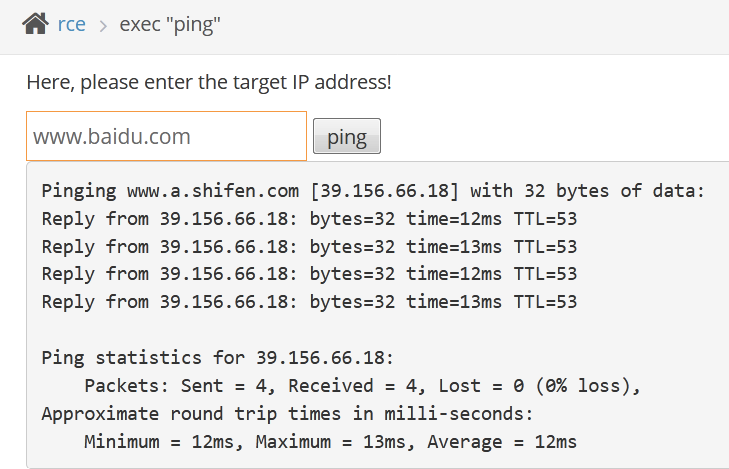 rce > exec "ping"
Here, please enter the target IP address!
www.baidu.com ping
Pinging www.a.shifen.com [39.156.66.18] with 32 bytes of data:
Reply from 39.156.66.18: bytes=32 time=12ms TTL=53
Reply from 39.156.66.18: bytes=32 time=13ms TTL=53
Reply from 39.156.66.18: bytes=32 time=12ms TTL=53
Reply from 39.156.66.18: bytes=32 time=13ms TTL=53
Ping statistics for 39.156.66.18:
Packets: Sent = 4, Received = 4, Lost = 0 (0% loss),
Approximate round trip times in milli-seconds:
Minimum = 12ms, Maximum = 13ms, Average = 12ms